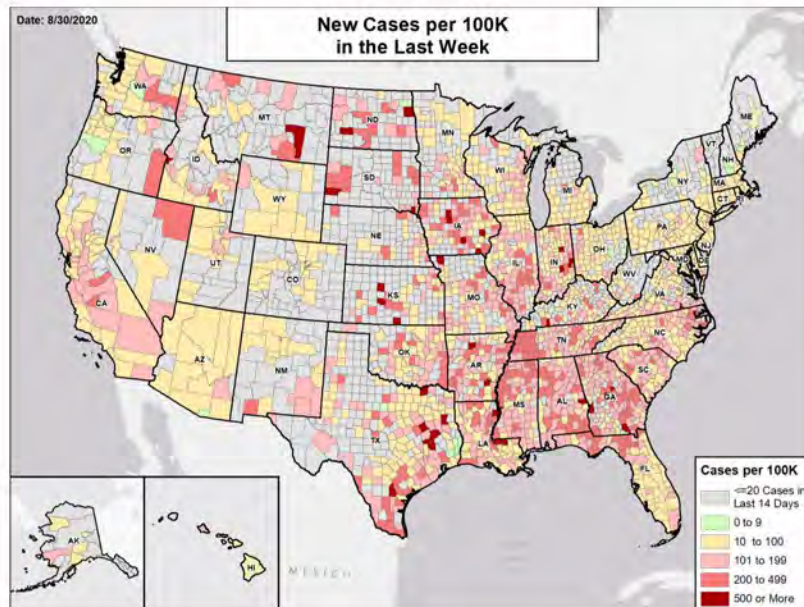 Date: 8/30/2020
New Cases per 100K
in the Last Week
WA
MT
ND
MN
ME
OR
ID
SD
WI
VT
NH
NY
MA
CT
RI
WY
MI
NV
UT
NE
IA
PA
NJ
CO
IL
IN
OH
MD
DE
CA
KS
MO
WV
VA
KY
AZ
NM
OK
AR
TN
NC
SC
TX
MS
AL
GA
LA
FL
AK
HI
MEXICO
Cases per 100K
<=20 Cases in
Last 14 Days
0 to 9
10 to 100
101 to 199
200 to 499
500 or More